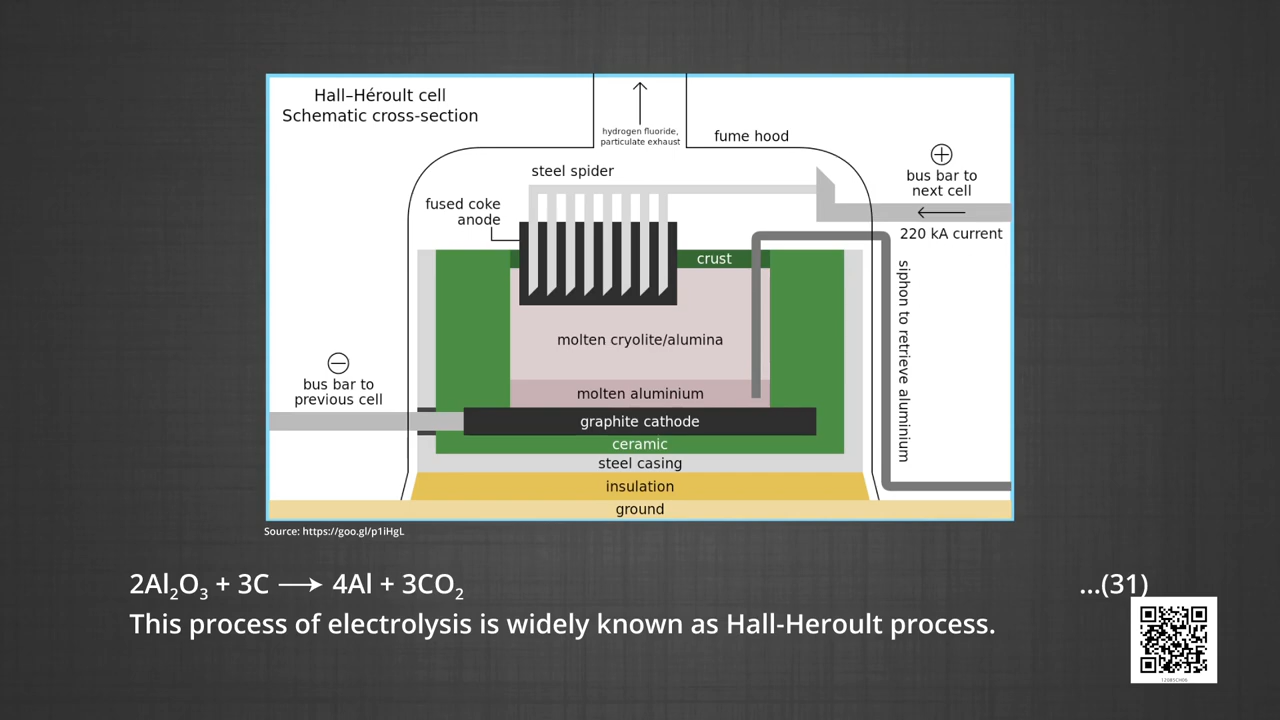 Hall–Héroult cell
Schematic cross-section
hydrogen fluoride,
particulate exhaust
fume hood
steel spider
fused coke
anode
bus bar to
next cell
220 kA current
crust
siphon to retrieve aluminium
molten cryolite/alumina
bus bar to
previous cell
molten aluminium
graphite cathode
ceramic
steel casing
insulation
ground
Source: https://goo.gl/p1iHgL
2Al₂O₃ + 3C ⟶ 4Al + 3CO₂ ...(31)
This process of electrolysis is widely known as Hall-Heroult process.